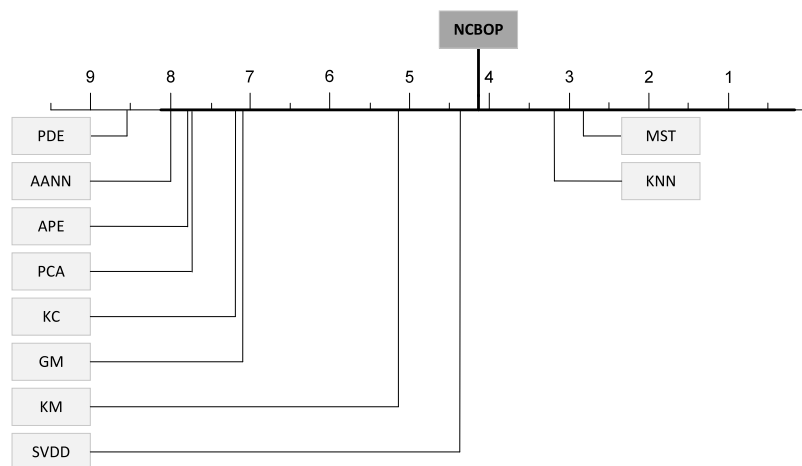 NCBOP
9 8 7 6 5 4 3 2 1
PDE MST
AANN KNN
APE
PCA
KC
GM
KM
SVDD